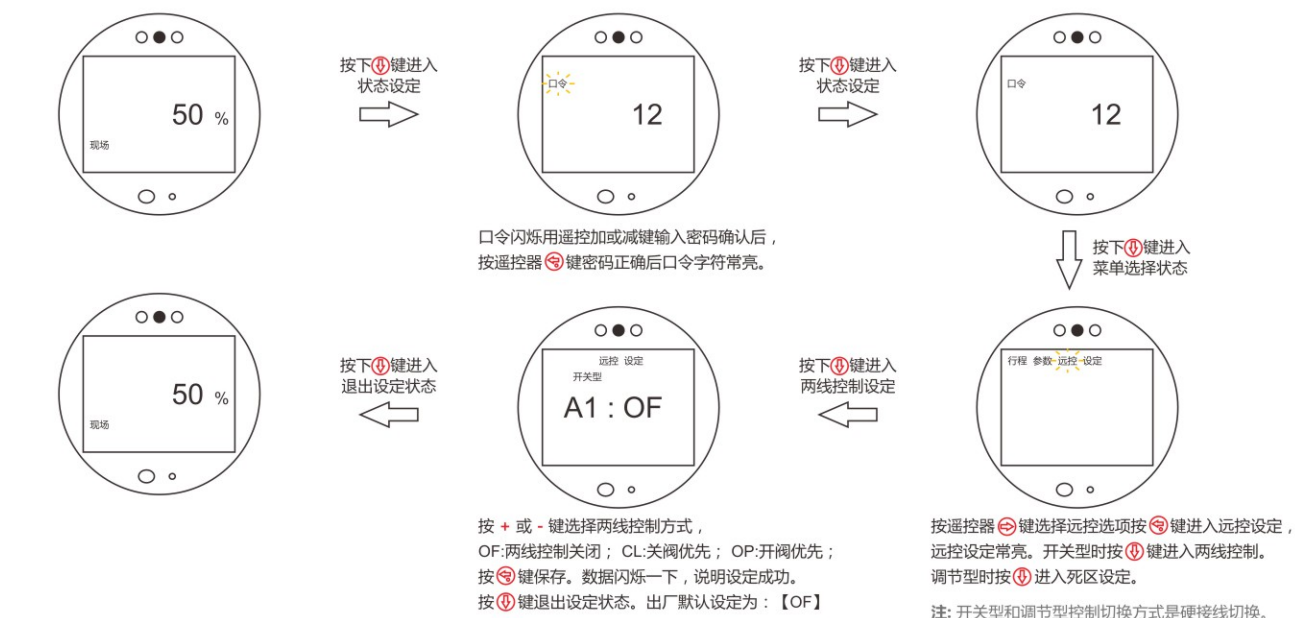 50 %
现场
按下键进入
状态设定
口令
12
口令闪烁用遥控加或减键输入密码确认后,
按遥控器键密码正确后口令字符常亮。
按下键进入
状态设定
口令
12
按下键进入
菜单选择状态
行程 参数 远控 设定
按遥控器键选择远控选项按键进入远控设定,
远控设定常亮。开关型时按键进入两线控制。
调节型时按进入死区设定。
注: 开关型和调节型控制切换方式是硬接线切换。
按下键进入
两线控制设定
远控 设定
开关型
A1 : OF
按 + 或 - 键选择两线控制方式,
OF:两线控制关闭; CL:关阀优先; OP:开阀优先;
按键保存。数据闪烁一下,说明设定成功。
按键退出设定状态。出厂默认设定为:【OF】
按下键进入
退出设定状态
50 %
现场